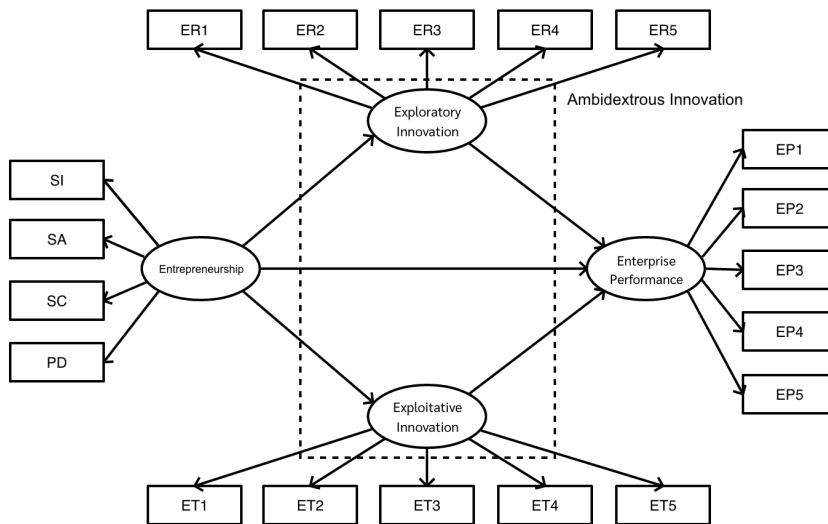 ER1
ER2
ER3
ER4
ER5
Ambidextrous Innovation
Exploratory
Innovation
EP1
SI
EP2
SA
Entrepreneurship
Enterprise
Performance
EP3
SC
EP4
PD
EP5
Exploitative
Innovation
ET1
ET2
ET3
ET4
ET5